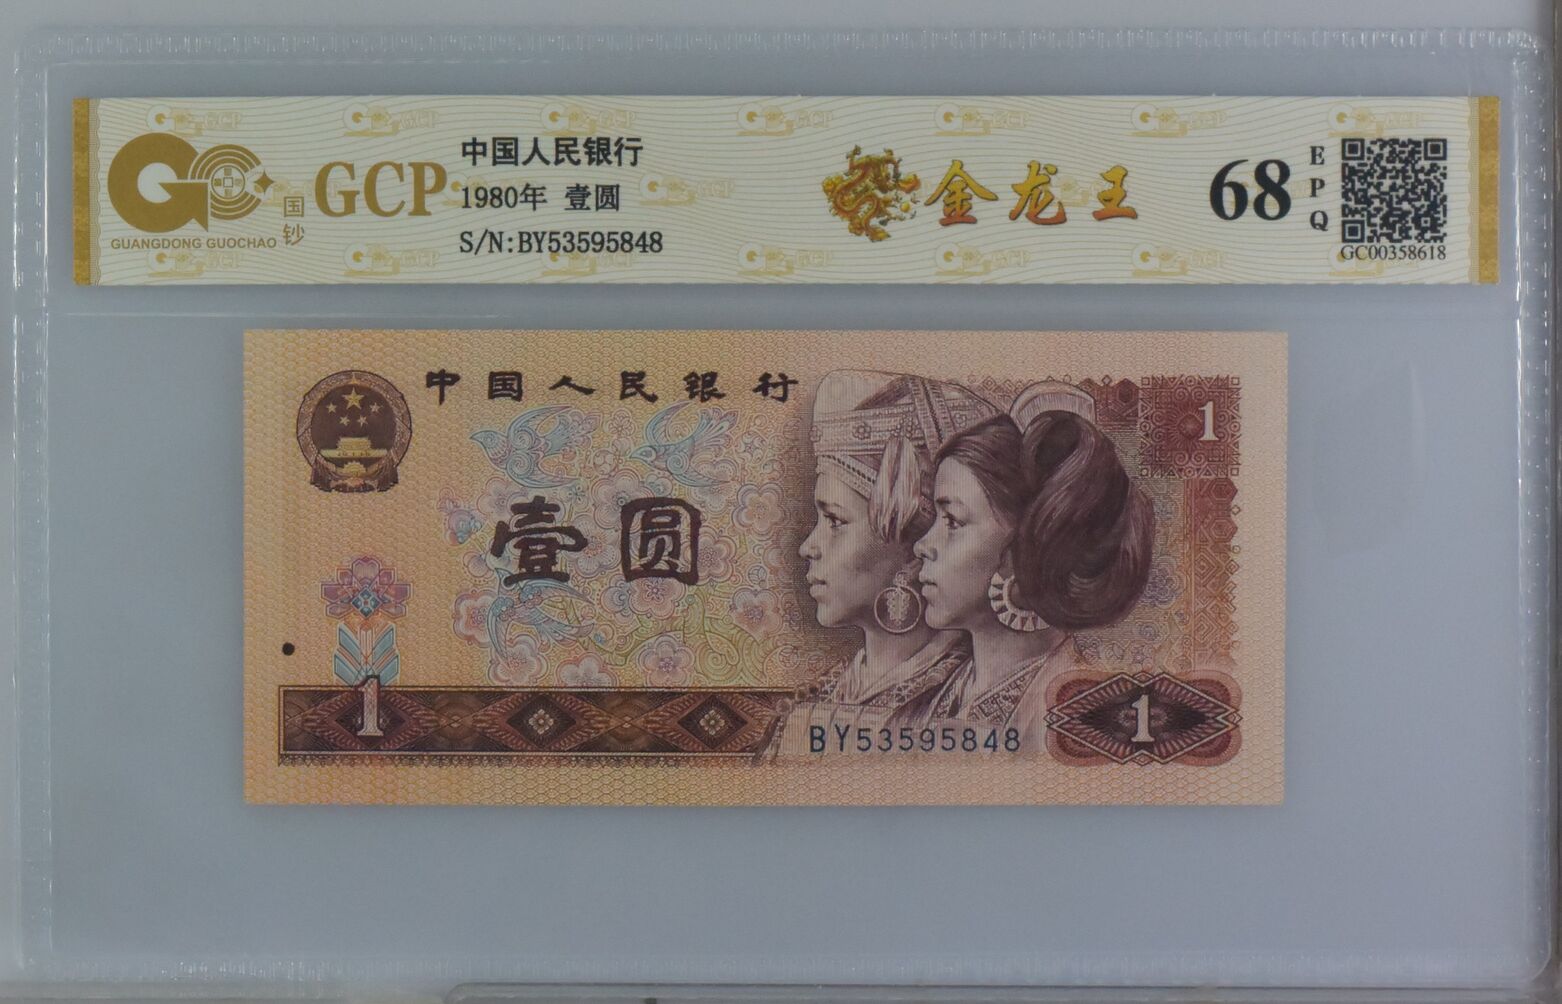 国钞
GUANGDONG GUOCHAO
GCP
中国人民银行
1980年 壹圆
S/N:BY53595848
金龙王
68
EPQ
GC00358618
中国人民银行
1
壹圆
1
BY53595848
1